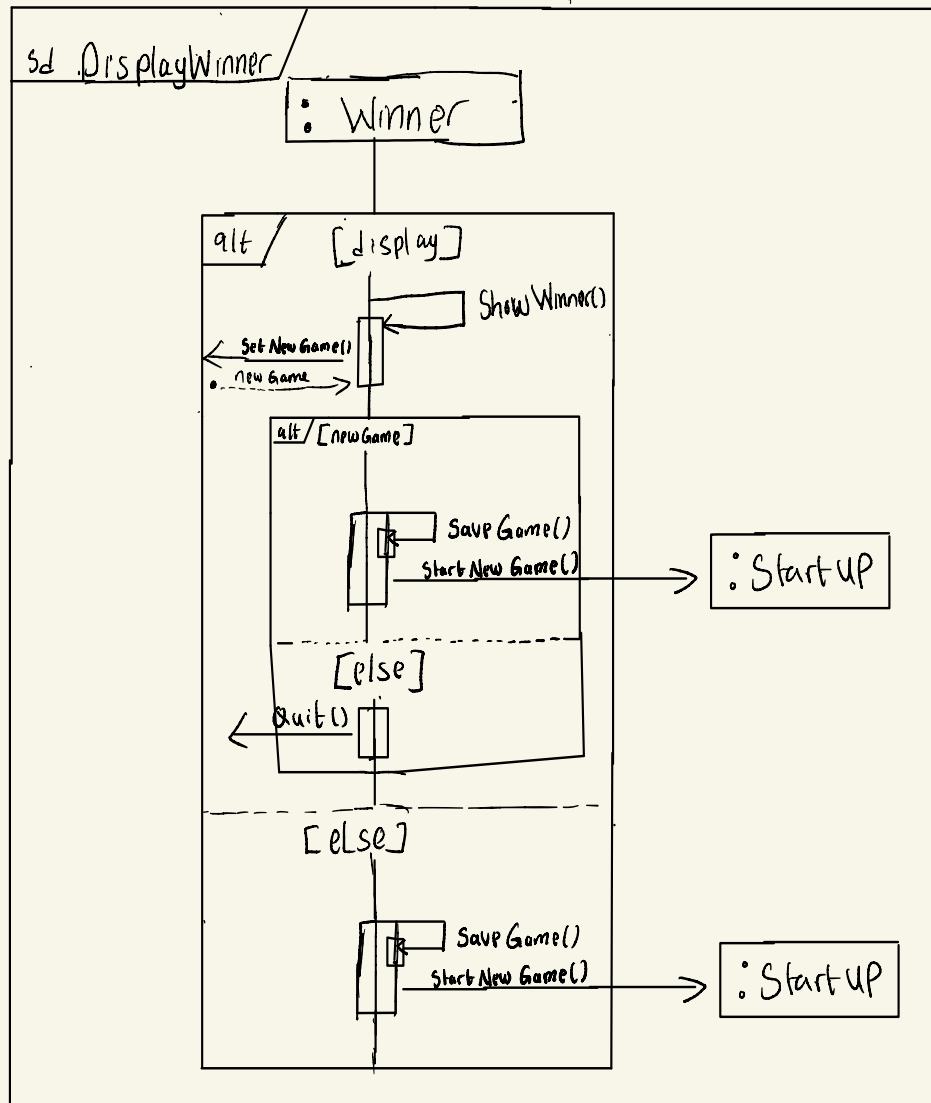 sd DisplayWinner
: Winner
alt [display]
ShowWinner()
Set New Game()
new Game
alt [newGame]
Save Game()
Start New Game()
: StartUP
[else]
Quit()
[else]
Save Game()
Start New Game()
: StartUP